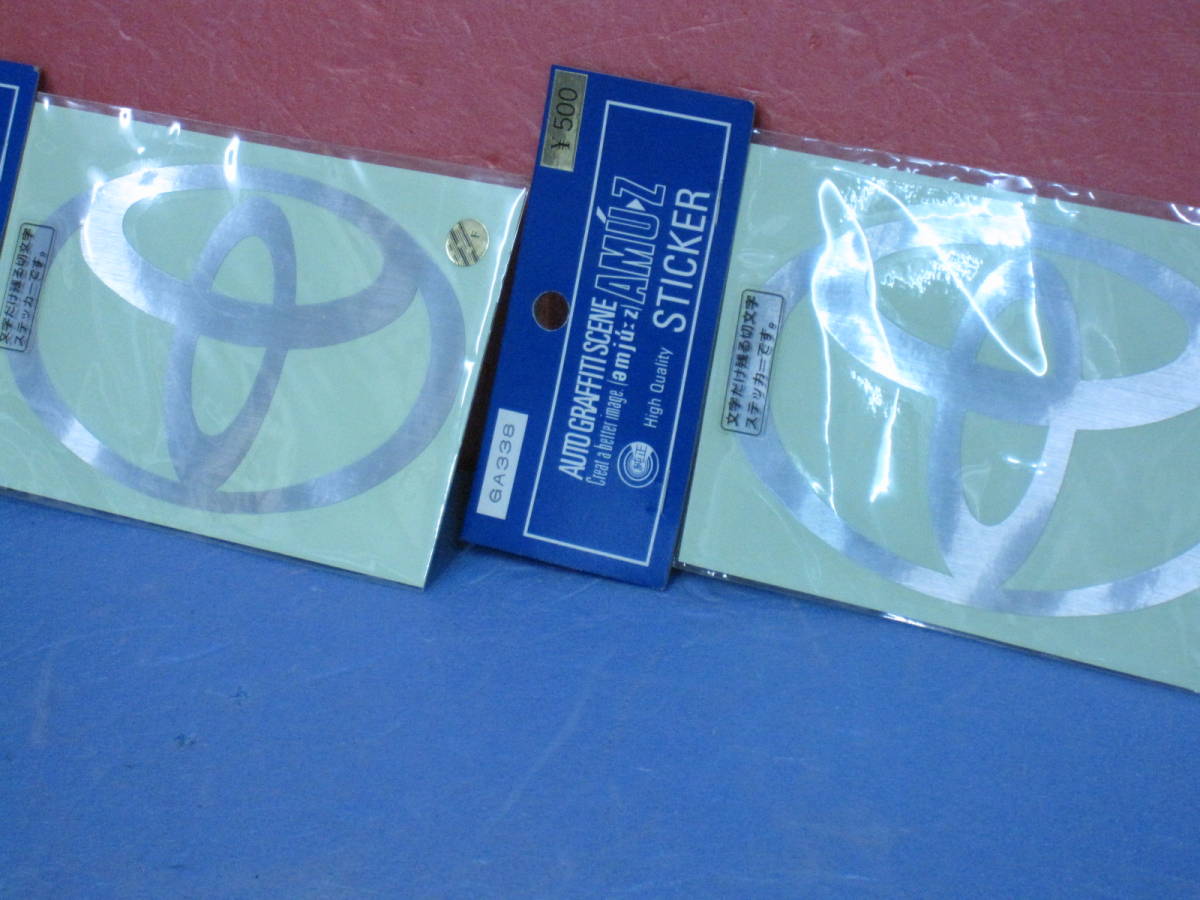 文字だけ残る切文字
ステッカーです。
F
¥500
GA338
AUTO GRAFFITI SCENE
Creat a better image.
[əmjú:z]
AMÚZ
High Quality
STICKER
文字だけ残る切文字
ステッカーです。